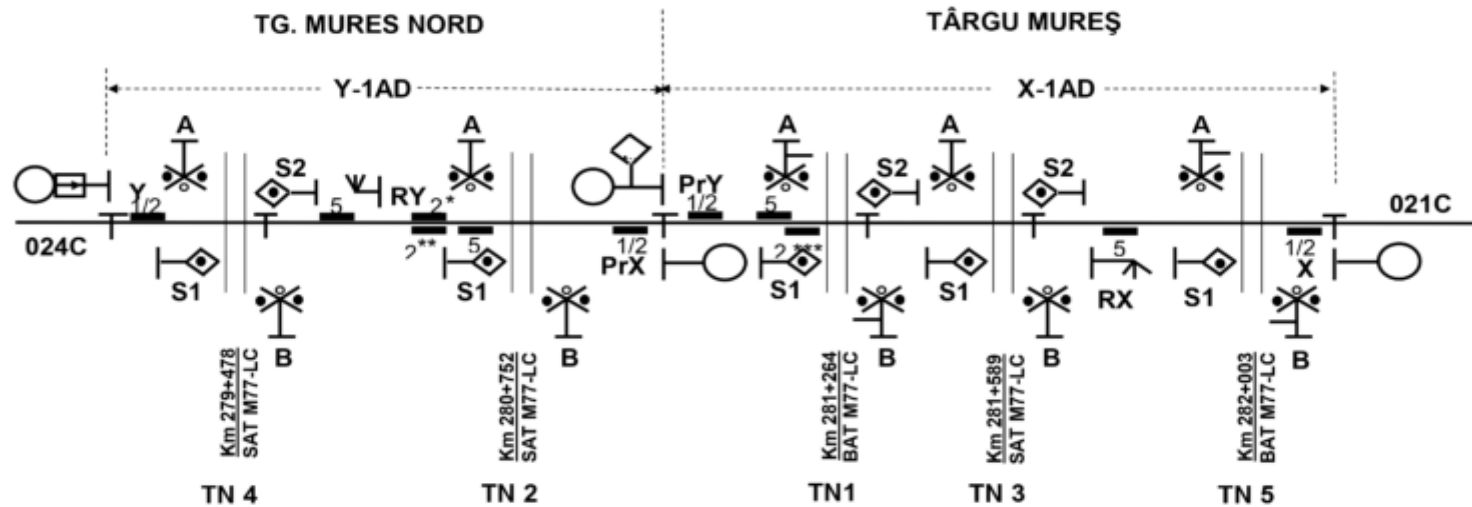 TG. MURES NORD
TÂRGU MUREŞ
Y-1AD
X-1AD
A
A
A
A
A
S2
S2
S2
Y
1/2
5
RY
2*
PrY
1/2
5
021C
024C
2**
5
1/2
PrX
2 ***
5
1/2
X
S1
S1
S1
S1
RX
S1
B
B
B
B
B
Km 279+478
SAT M77-LC
Km 280+752
SAT M77-LC
Km 281+264
BAT M77-LC
Km 281+589
SAT M77-LC
Km 282+003
BAT M77-LC
TN 4
TN 2
TN1
TN 3
TN 5